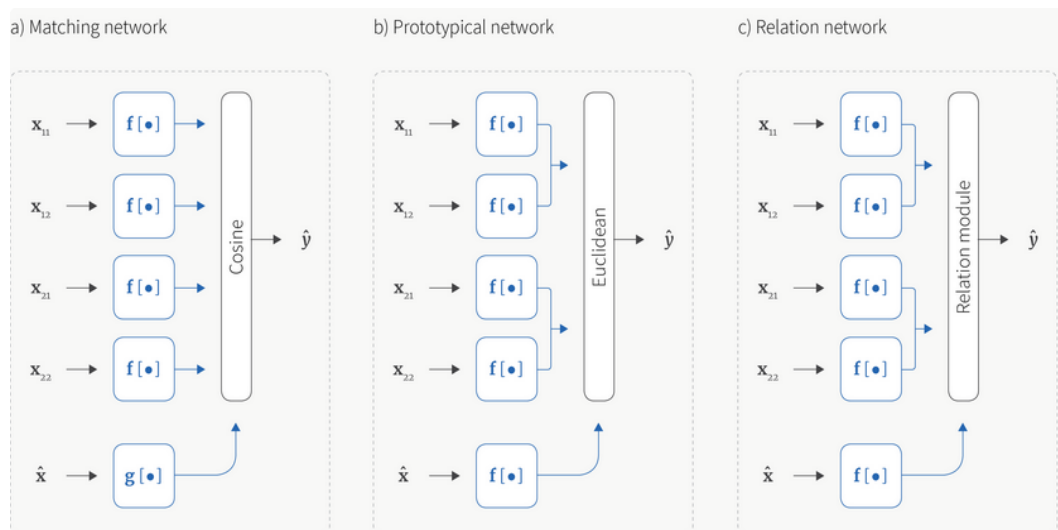 a) Matching network
x₁₁
f[•]
x₁₂
f[•]
x₂₁
f[•]
x₂₂
f[•]
x̂
g[•]
Cosine
ŷ
b) Prototypical network
x₁₁
f[•]
x₁₂
f[•]
x₂₁
f[•]
x₂₂
f[•]
x̂
f[•]
Euclidean
ŷ
c) Relation network
x₁₁
f[•]
x₁₂
f[•]
x₂₁
f[•]
x₂₂
f[•]
x̂
f[•]
Relation module
ŷ